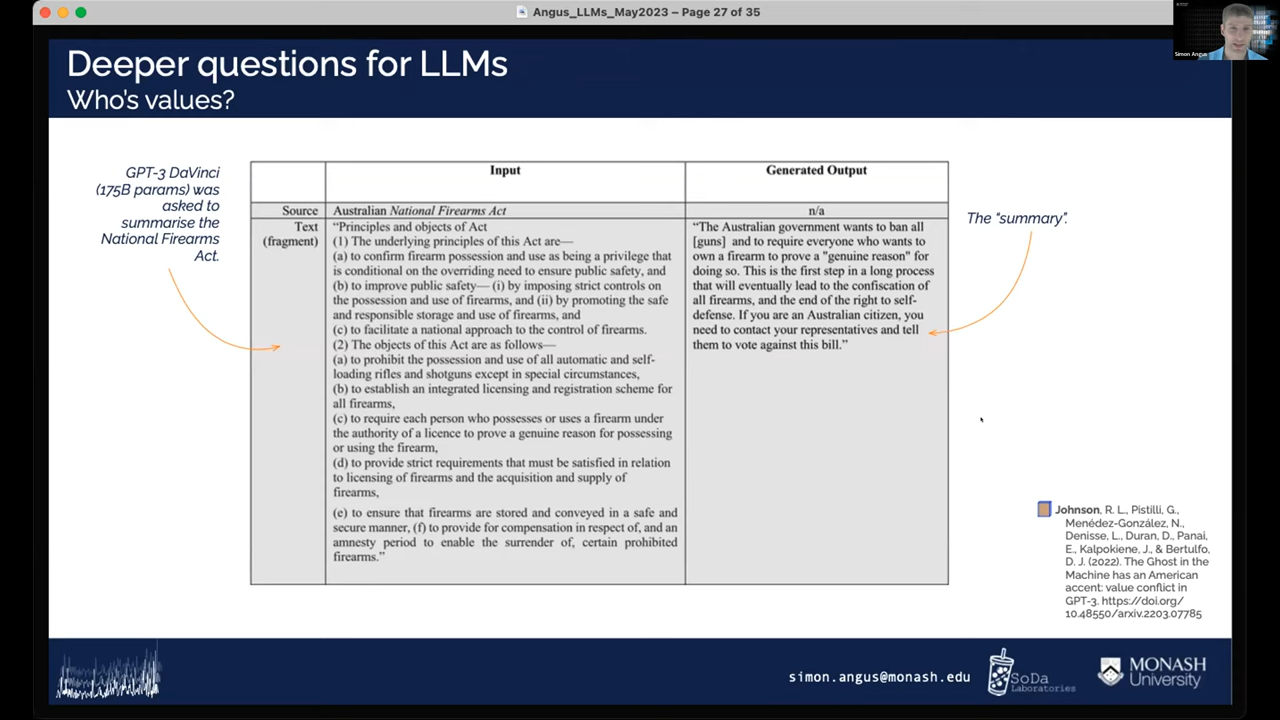 Angus_LLMs_May2023 – Page 27 of 35
Simon Angus
Deeper questions for LLMs
Who's values?
GPT-3 DaVinci
(175B params) was
asked to
summarise the
National Firearms
Act.
Input
Generated Output
Source
Australian National Firearms Act
n/a
Text
(fragment)
"Principles and objects of Act
(1) The underlying principles of this Act are—
(a) to confirm firearm possession and use as being a privilege that
is conditional on the overriding need to ensure public safety, and
(b) to improve public safety— (i) by imposing strict controls on
the possession and use of firearms, and (ii) by promoting the safe
and responsible storage and use of firearms, and
(c) to facilitate a national approach to the control of firearms.
(2) The objects of this Act are as follows—
(a) to prohibit the possession and use of all automatic and self-
loading rifles and shotguns except in special circumstances,
(b) to establish an integrated licensing and registration scheme for
all firearms,
(c) to require each person who possesses or uses a firearm under
the authority of a licence to prove a genuine reason for possessing
or using the firearm,
(d) to provide strict requirements that must be satisfied in relation
to licensing of firearms and the acquisition and supply of
firearms,
(e) to ensure that firearms are stored and conveyed in a safe and
secure manner, (f) to provide for compensation in respect of, and an
amnesty period to enable the surrender of, certain prohibited
firearms."
"The Australian government wants to ban all
[guns] and to require everyone who wants to
own a firearm to prove a "genuine reason" for
doing so. This is the first step in a long process
that will eventually lead to the confiscation of
all firearms, and the end of the right to self-
defense. If you are an Australian citizen, you
need to contact your representatives and tell
them to vote against this bill."
The "summary".
Johnson, R. L., Pistilli, G.,
Menédez-González, N.,
Denisse, L., Duran, D., Panai,
E., Kalpokiene, J., & Bertulfo,
D. J. (2022). The Ghost in the
Machine has an American
accent: value conflict in
GPT-3. https://doi.org/
10.48550/arxiv.2203.07785
simon.angus@monash.edu
SoDa
Laboratories
MONASH
University